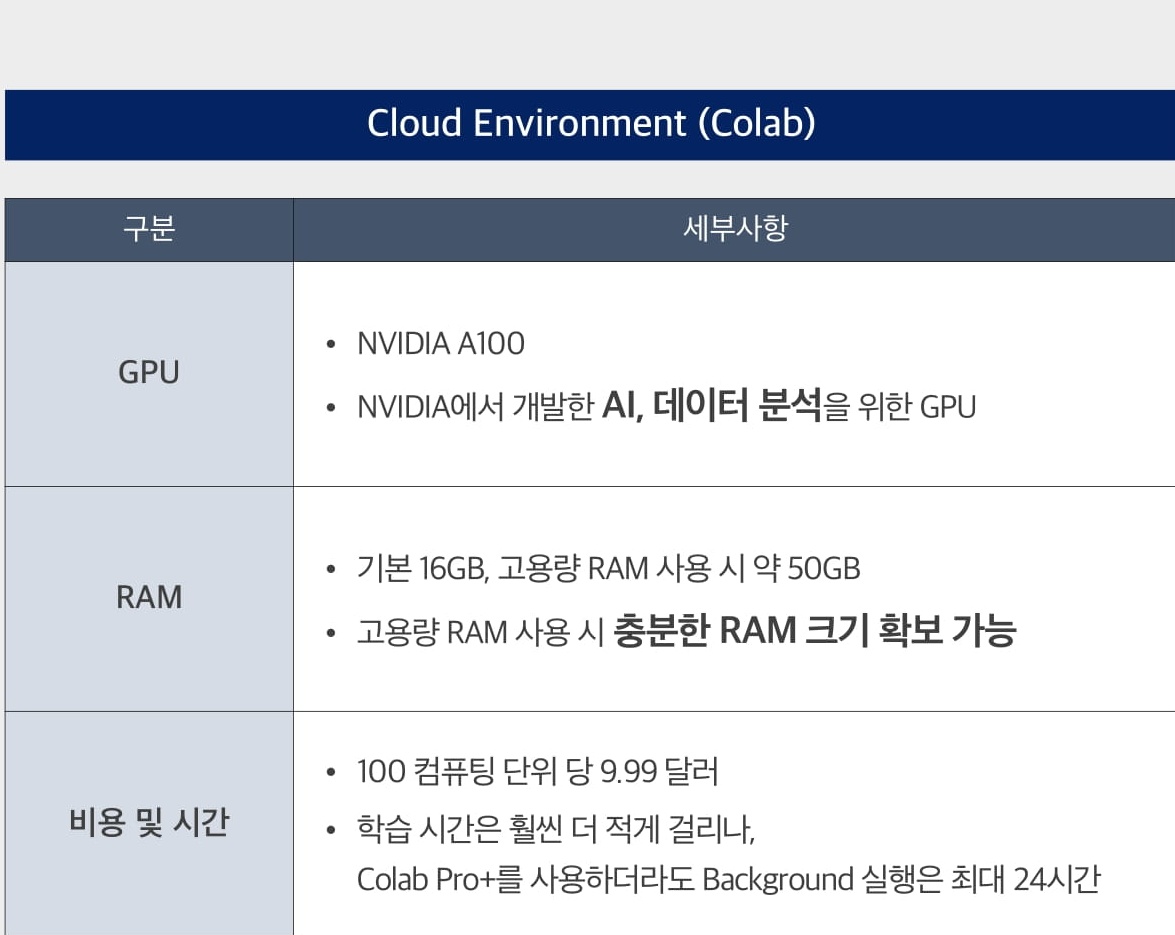 Cloud Environment (Colab)
구분
세부사항
GPU
• NVIDIA A100
• NVIDIA에서 개발한 AI, 데이터 분석을 위한 GPU
RAM
• 기본 16GB, 고용량 RAM 사용 시 약 50GB
• 고용량 RAM 사용 시 충분한 RAM 크기 확보 가능
비용 및 시간
• 100 컴퓨팅 단위 당 9.99 달러
• 학습 시간은 훨씬 더 적게 걸리나,
Colab Pro+를 사용하더라도 Background 실행은 최대 24시간